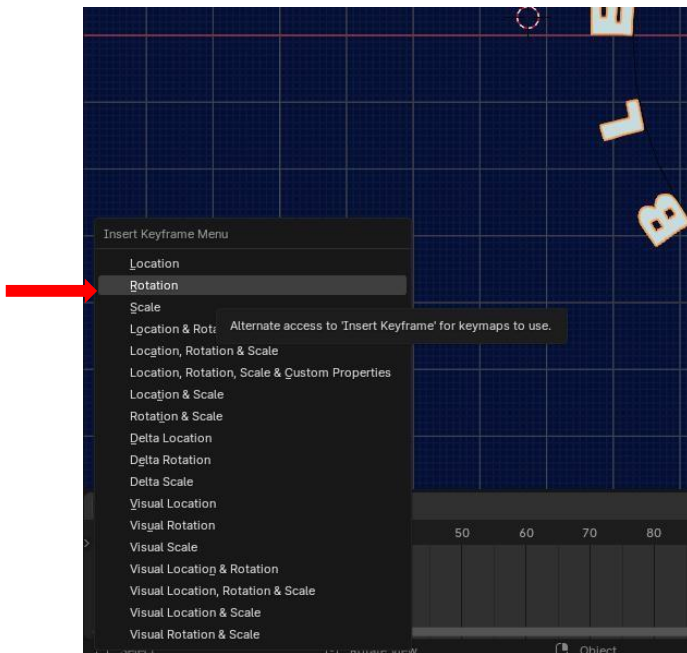 E
L
B
Insert Keyframe Menu
Location
Rotation
Scale
Location & Rota
Alternate access to 'Insert Keyframe' for keymaps to use.
Location, Rotation & Scale
Location, Rotation, Scale & Custom Properties
Location & Scale
Rotation & Scale
Delta Location
Delta Rotation
Delta Scale
Visual Location
Visual Rotation
Visual Scale
Visual Location & Rotation
Visual Location, Rotation & Scale
Visual Location & Scale
Visual Rotation & Scale
50 60 70 80
Select Rotate View Object